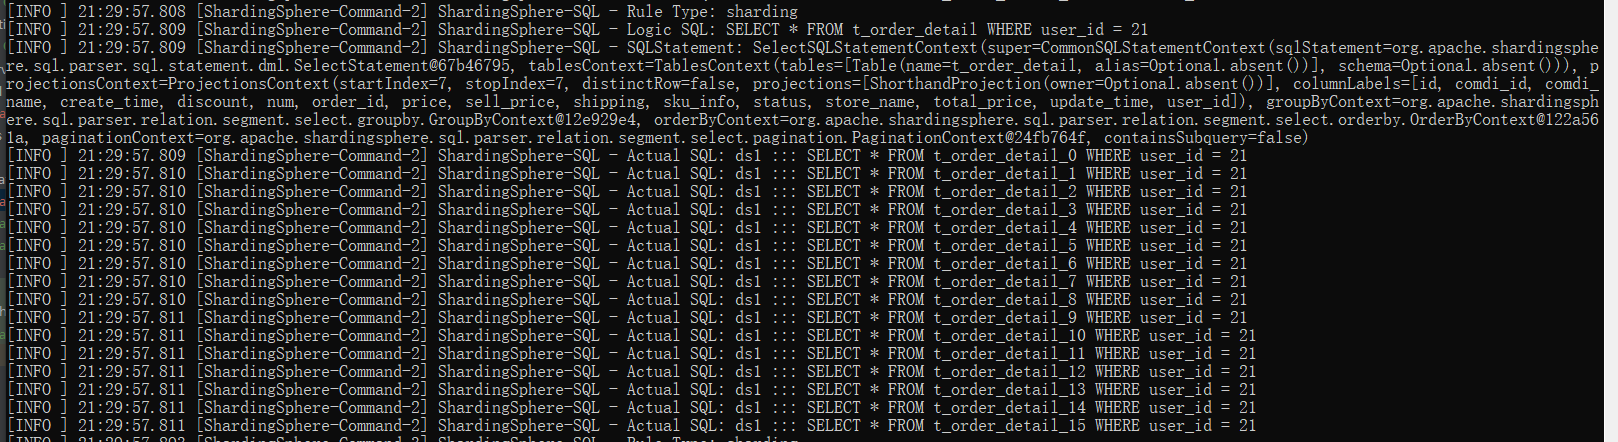 [INFO ] 21:29:57.808 [ShardingSphere-Command-2] ShardingSphere-SQL - Rule Type: sharding
[INFO ] 21:29:57.809 [ShardingSphere-Command-2] ShardingSphere-SQL - Logic SQL: SELECT * FROM t_order_detail WHERE user_id = 21
[INFO ] 21:29:57.809 [ShardingSphere-Command-2] ShardingSphere-SQL - SQLStatement: SelectSQLStatementContext(super=CommonSQLStatementContext(sqlStatement=org.apache.shardingsphe
re.sql.parser.sql.statement.dml.SelectStatement@67b46795, tablesContext=TablesContext(tables=[Table(name=t_order_detail, alias=Optional.absent())], schema=Optional.absent())), p
rojectionsContext=ProjectionsContext(startIndex=7, stopIndex=7, distinctRow=false, projections=[ShorthandProjection(owner=Optional.absent())], columnLabels=[id, comdi_id, comdi_
name, create_time, discount, num, order_id, price, sell_price, shipping, sku_info, status, store_name, total_price, update_time, user_id]), groupByContext=org.apache.shardingsph
ere.sql.parser.relation.segment.select.groupby.GroupByContext@12e929e4, orderByContext=org.apache.shardingsphere.sql.parser.relation.segment.select.orderby.OrderByContext@122a56
1a, paginationContext=org.apache.shardingsphere.sql.parser.relation.segment.select.pagination.PaginationContext@24fb764f, containsSubquery=false)
[INFO ] 21:29:57.809 [ShardingSphere-Command-2] ShardingSphere-SQL - Actual SQL: ds1 ::: SELECT * FROM t_order_detail_0 WHERE user_id = 21
[INFO ] 21:29:57.810 [ShardingSphere-Command-2] ShardingSphere-SQL - Actual SQL: ds1 ::: SELECT * FROM t_order_detail_1 WHERE user_id = 21
[INFO ] 21:29:57.810 [ShardingSphere-Command-2] ShardingSphere-SQL - Actual SQL: ds1 ::: SELECT * FROM t_order_detail_2 WHERE user_id = 21
[INFO ] 21:29:57.810 [ShardingSphere-Command-2] ShardingSphere-SQL - Actual SQL: ds1 ::: SELECT * FROM t_order_detail_3 WHERE user_id = 21
[INFO ] 21:29:57.810 [ShardingSphere-Command-2] ShardingSphere-SQL - Actual SQL: ds1 ::: SELECT * FROM t_order_detail_4 WHERE user_id = 21
[INFO ] 21:29:57.810 [ShardingSphere-Command-2] ShardingSphere-SQL - Actual SQL: ds1 ::: SELECT * FROM t_order_detail_5 WHERE user_id = 21
[INFO ] 21:29:57.810 [ShardingSphere-Command-2] ShardingSphere-SQL - Actual SQL: ds1 ::: SELECT * FROM t_order_detail_6 WHERE user_id = 21
[INFO ] 21:29:57.810 [ShardingSphere-Command-2] ShardingSphere-SQL - Actual SQL: ds1 ::: SELECT * FROM t_order_detail_7 WHERE user_id = 21
[INFO ] 21:29:57.810 [ShardingSphere-Command-2] ShardingSphere-SQL - Actual SQL: ds1 ::: SELECT * FROM t_order_detail_8 WHERE user_id = 21
[INFO ] 21:29:57.811 [ShardingSphere-Command-2] ShardingSphere-SQL - Actual SQL: ds1 ::: SELECT * FROM t_order_detail_9 WHERE user_id = 21
[INFO ] 21:29:57.811 [ShardingSphere-Command-2] ShardingSphere-SQL - Actual SQL: ds1 ::: SELECT * FROM t_order_detail_10 WHERE user_id = 21
[INFO ] 21:29:57.811 [ShardingSphere-Command-2] ShardingSphere-SQL - Actual SQL: ds1 ::: SELECT * FROM t_order_detail_11 WHERE user_id = 21
[INFO ] 21:29:57.811 [ShardingSphere-Command-2] ShardingSphere-SQL - Actual SQL: ds1 ::: SELECT * FROM t_order_detail_12 WHERE user_id = 21
[INFO ] 21:29:57.811 [ShardingSphere-Command-2] ShardingSphere-SQL - Actual SQL: ds1 ::: SELECT * FROM t_order_detail_13 WHERE user_id = 21
[INFO ] 21:29:57.811 [ShardingSphere-Command-2] ShardingSphere-SQL - Actual SQL: ds1 ::: SELECT * FROM t_order_detail_14 WHERE user_id = 21
[INFO ] 21:29:57.811 [ShardingSphere-Command-2] ShardingSphere-SQL - Actual SQL: ds1 ::: SELECT * FROM t_order_detail_15 WHERE user_id = 21